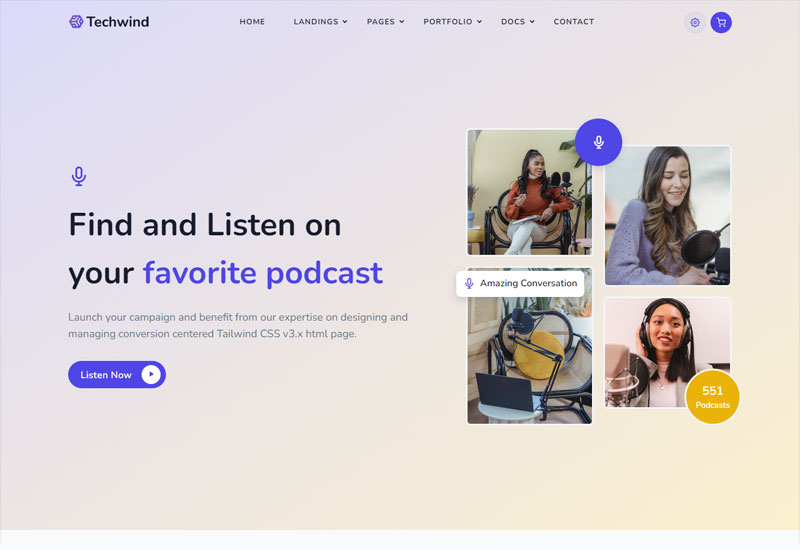 Techwind
HOME LANDINGS PAGES PORTFOLIO DOCS CONTACT
Find and Listen on
your favorite podcast
Launch your campaign and benefit from our expertise on designing and
managing conversion centered Tailwind CSS v3.x html page.
Listen Now
Amazing Conversation
551
Podcasts